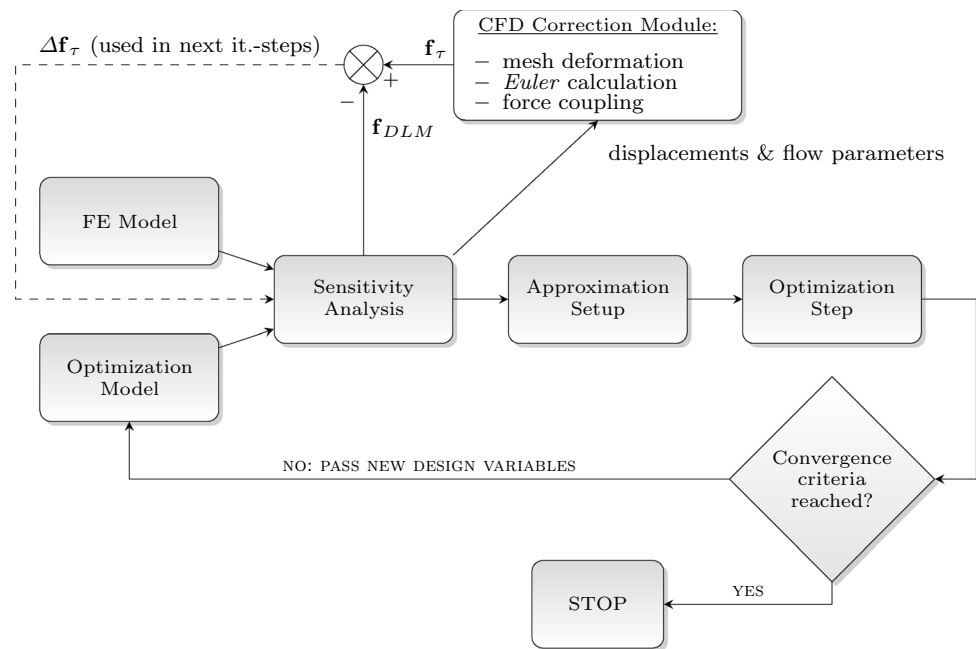 CFD Correction Module:
– mesh deformation
– Euler calculation
– force coupling
Δf_τ (used in next it.-steps)
f_τ
+
−
f_DLM
displacements & flow parameters
FE Model
Sensitivity
Analysis
Approximation
Setup
Optimization
Step
Optimization
Model
Convergence
criteria
reached?
NO: PASS NEW DESIGN VARIABLES
YES
STOP